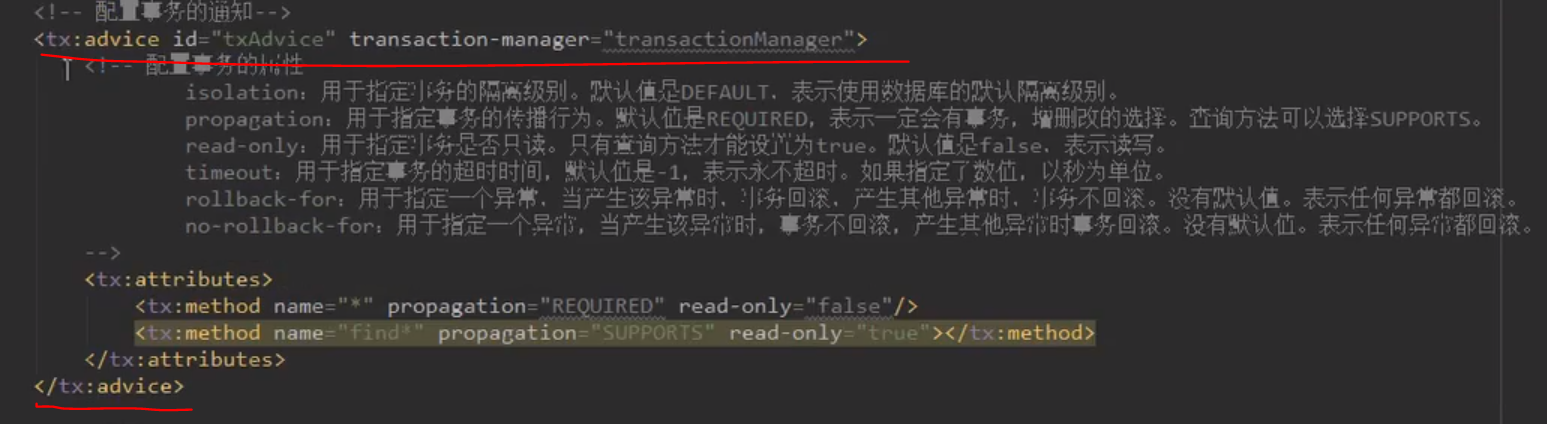 <!-- 配置事务的通知-->
<tx:advice id="txAdvice" transaction-manager="transactionManager">
<!-- 配置事务的属性
isolation：用于指定事务的隔离级别。默认值是DEFAULT，表示使用数据库的默认隔离级别。
propagation：用于指定事务的传播行为。默认值是REQUIRED，表示一定会有事务，增删改的选择。查询方法可以选择SUPPORTS。
read-only：用于指定事务是否只读。只有查询方法才能设置为true。默认值是false，表示读写。
timeout：用于指定事务的超时时间，默认值是-1，表示永不超时。如果指定了数值，以秒为单位。
rollback-for：用于指定一个异常，当产生该异常时，事务回滚，产生其他异常时，事务不回滚。没有默认值。表示任何异常都回滚。
no-rollback-for：用于指定一个异常，当产生该异常时，事务不回滚，产生其他异常时事务回滚。没有默认值。表示任何异常都回滚。
-->
<tx:attributes>
<tx:method name="*" propagation="REQUIRED" read-only="false"/>
<tx:method name="find*" propagation="SUPPORTS" read-only="true"></tx:method>
</tx:attributes>
</tx:advice>